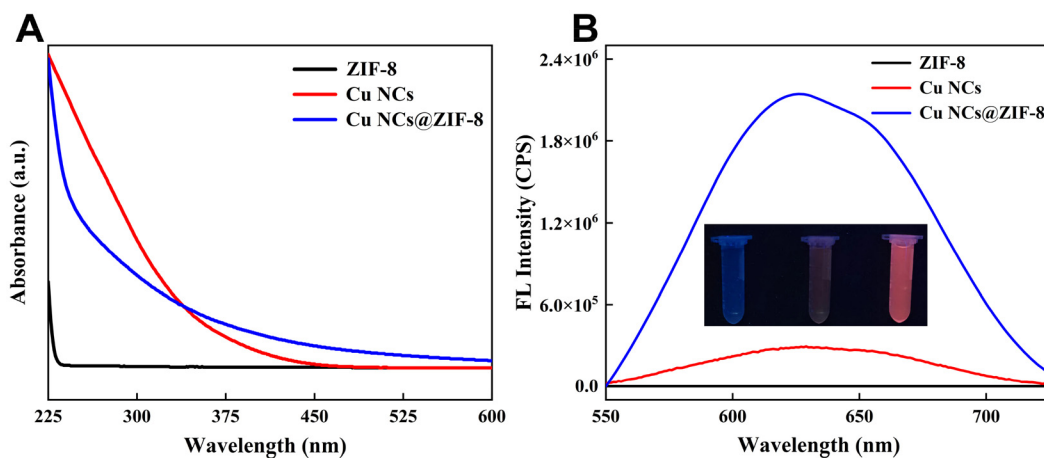 A
ZIF-8
Cu NCs
Cu NCs@ZIF-8
Absorbance (a.u.)
225 300 375 450 525 600
Wavelength (nm)
B
2.4×10⁶
1.8×10⁶
1.2×10⁶
6.0×10⁵
0.0
ZIF-8
Cu NCs
Cu NCs@ZIF-8
FL Intensity (CPS)
550 600 650 700
Wavelength (nm)